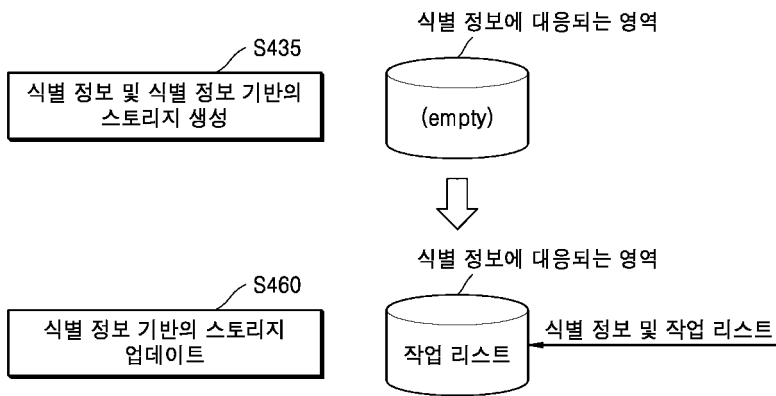 식별 정보에 대응되는 영역
S435
식별 정보 및 식별 정보 기반의
스토리지 생성
(empty)
식별 정보에 대응되는 영역
S460
식별 정보 기반의 스토리지
업데이트
작업 리스트
식별 정보 및 작업 리스트